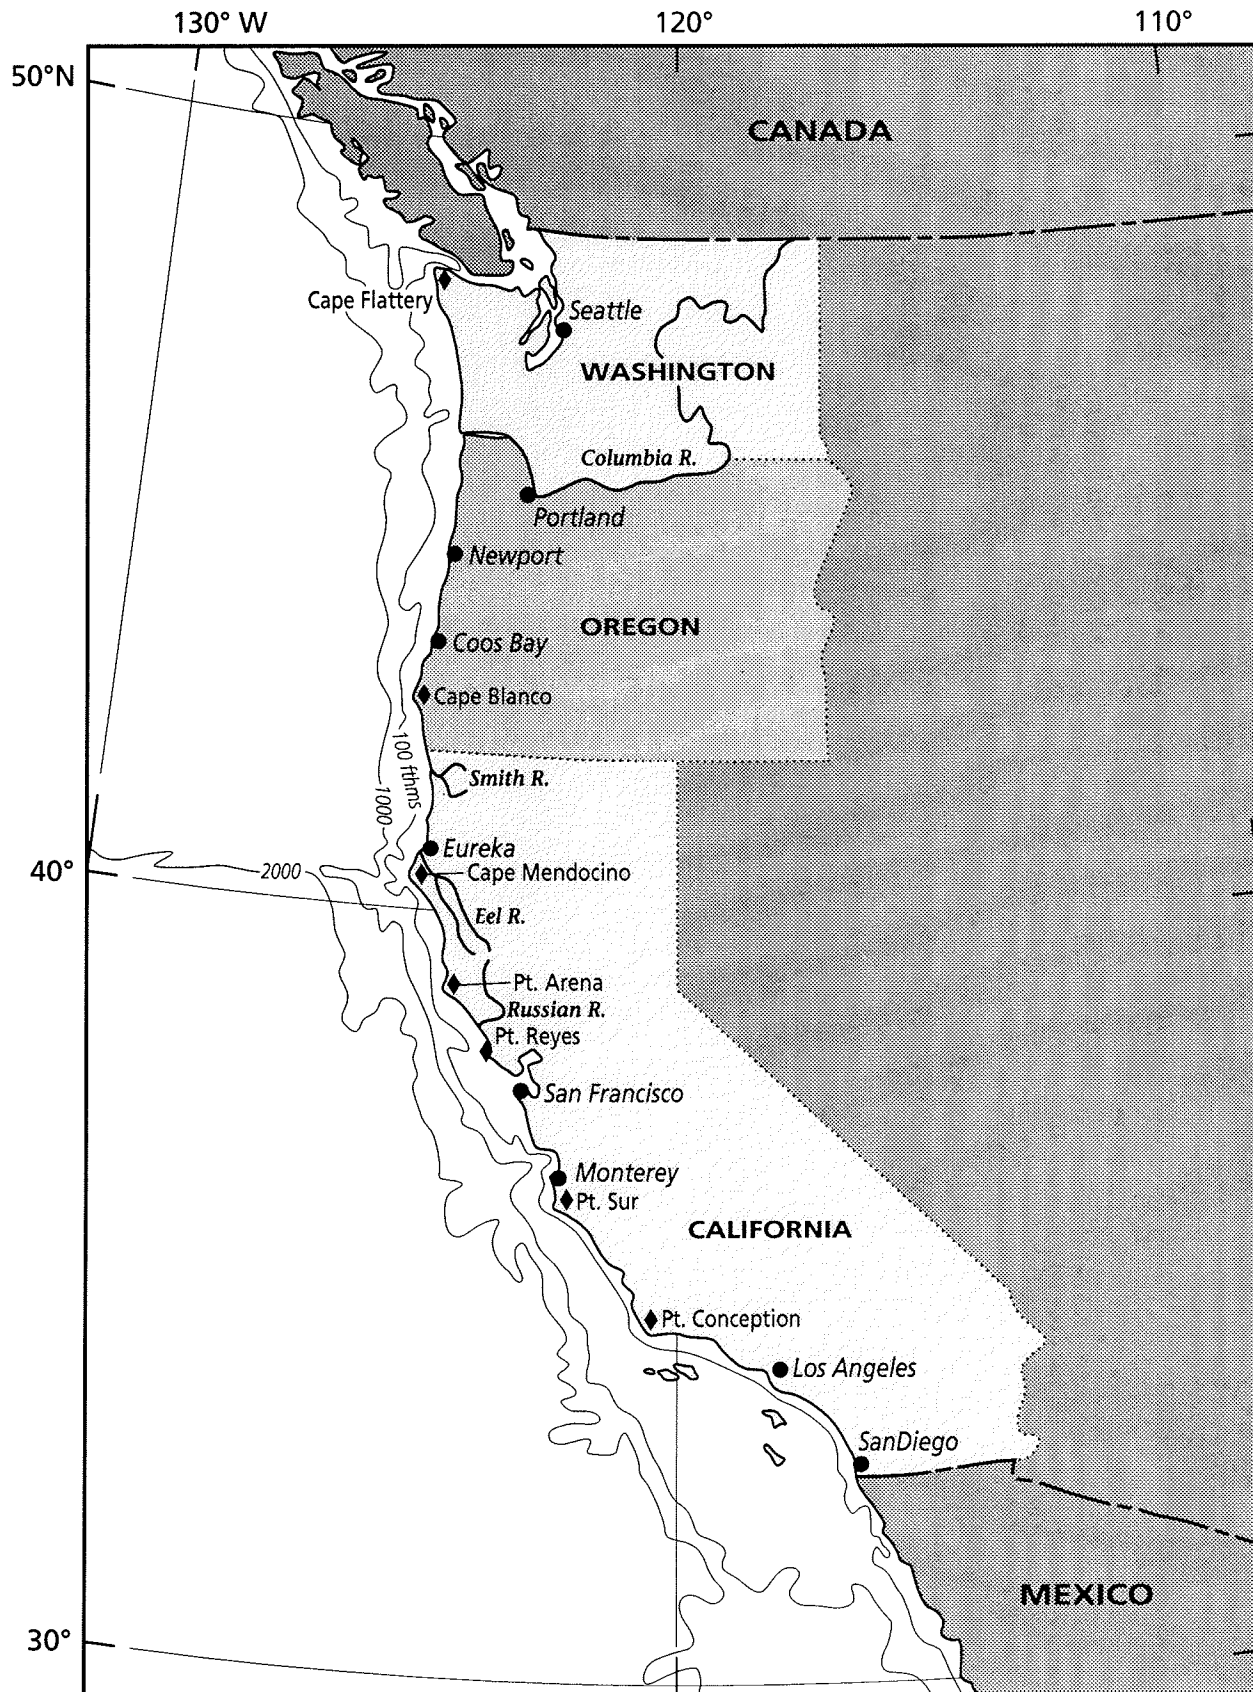 130° W
120°
110°
50°N
CANADA
Cape Flattery
Seattle
WASHINGTON
Columbia R.
Portland
Newport
OREGON
Coos Bay
Cape Blanco
100 fthms
1000
Smith R.
Eureka
40°
2000
Cape Mendocino
Eel R.
Pt. Arena
Russian R.
Pt. Reyes
San Francisco
Monterey
Pt. Sur
CALIFORNIA
Pt. Conception
Los Angeles
SanDiego
MEXICO
30°